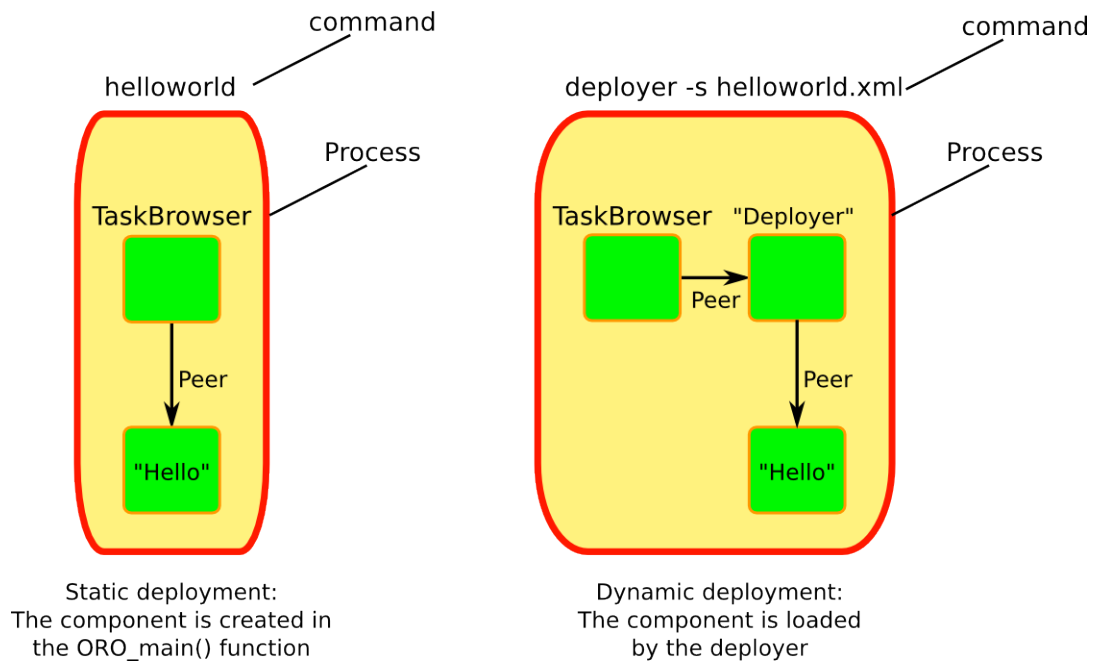 command
helloworld
Process
TaskBrowser
Peer
"Hello"
Static deployment:
The component is created in
the ORO_main() function
command
deployer -s helloworld.xml
Process
TaskBrowser
"Deployer"
Peer
Peer
"Hello"
Dynamic deployment:
The component is loaded
by the deployer